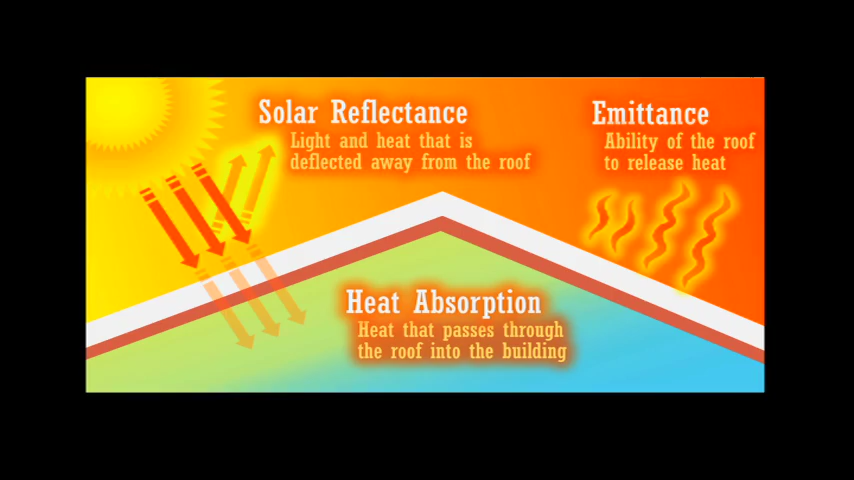 Solar Reflectance
Light and heat that is
deflected away from the roof
Emittance
Ability of the roof
to release heat
Heat Absorption
Heat that passes through
the roof into the building